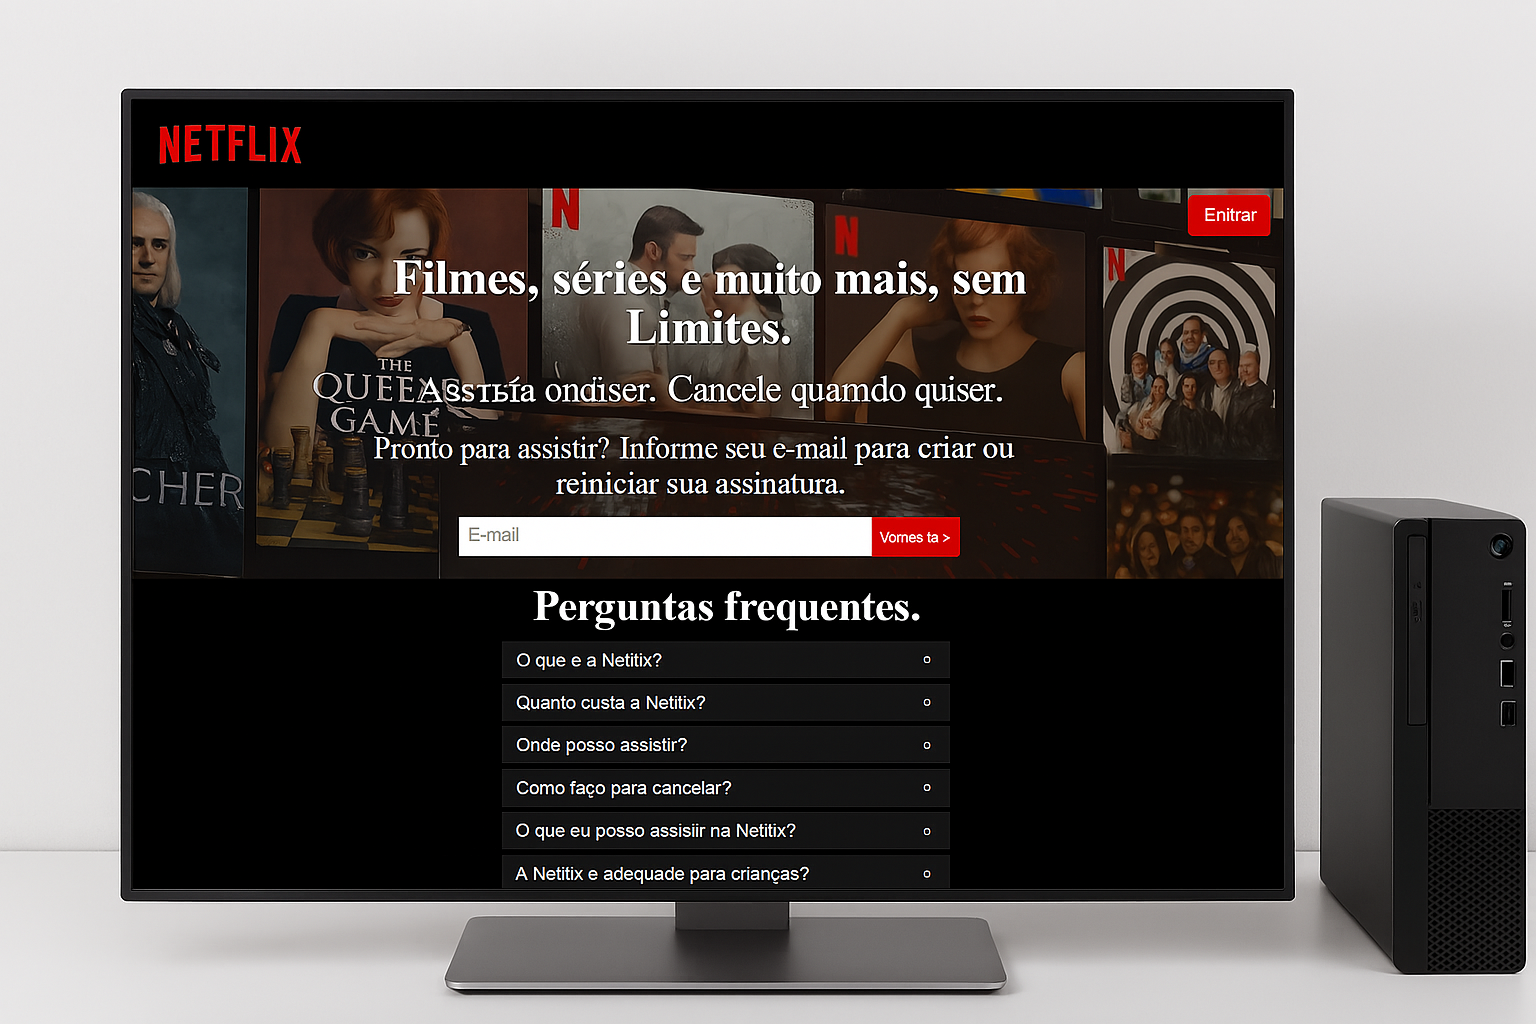 NETFLIX
Enitrar
Filmes, séries e muito mais, sem
Limites.
ondiser. Cancele quamdo quiser.
THE
QUEEN
GAME
CHER
Pronto para assistir? Informe seu e-mail para criar ou
reiniciar sua assinatura.
E-mail
Vornes ta >
Perguntas frequentes.
O que e a Netitix?
Quanto custa a Netitix?
Onde posso assistir?
Como faço para cancelar?
O que eu posso assisiir na Netitix?
A Netitix e adequade para crianças?